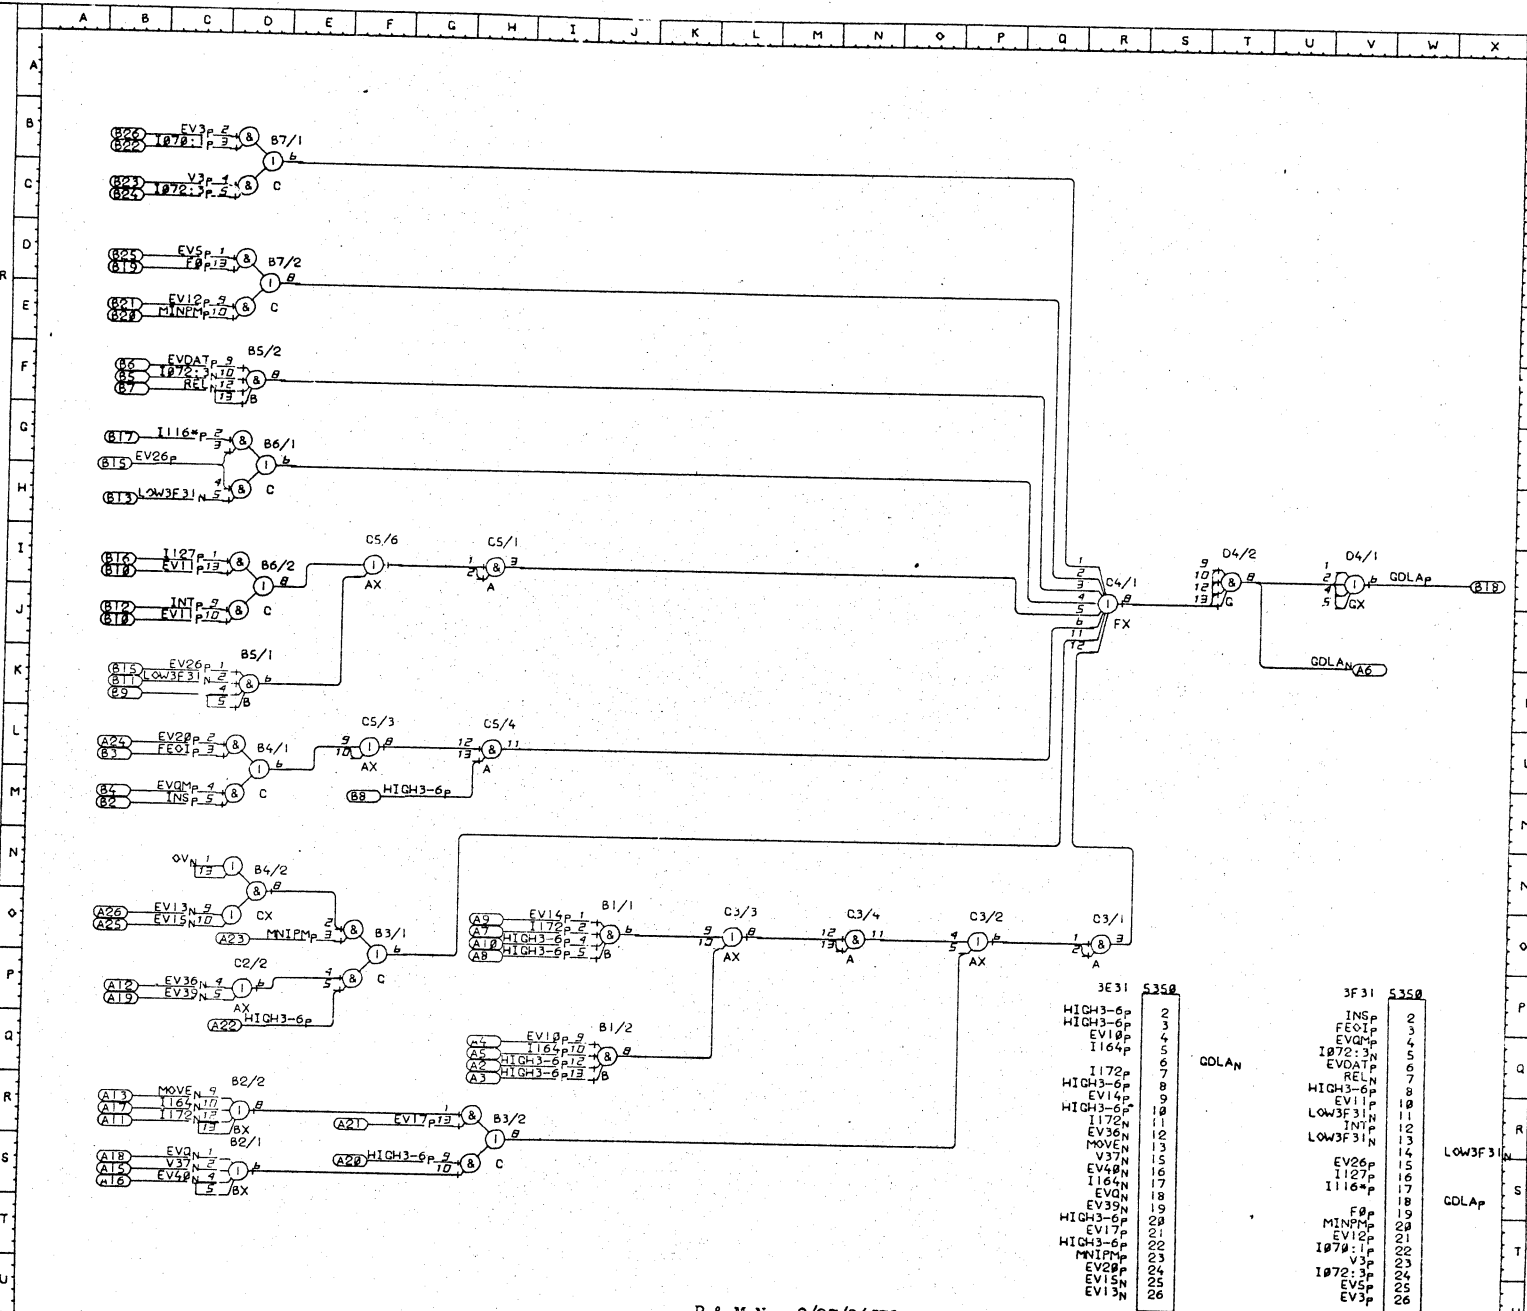 A B C D E F G H I J K L M N O P Q R S T U V W X
A
B
B26 EV3P 2
B22 I070:1P 3
& B7/1
I 6
C
B23 V3P 4
B24 I072:3P 5
& C
D
B25 EV5P 1
B19 F0P 13
& B7/2
R
I 8
E
B21 EV12P 9
B20 MINPMP 10
& C
B5/2
F
B6 EVDATP 9
B5 I072:3N 10
B7 RELN 12
13
& 8
B
G
B17 I116*P 2
3
& B6/1
B15 EV26P
I 6
H
B13 LOW3F31N 4
5
& C
I
B16 I127P 1
B10 EV11P 13
& B6/2
I 8
C5/6
I
AX
C5/1
1
2
& 3
A
J
B12 INTP 9
B10 EV11P 10
& C
1
2
3
4
5
6
11
12
C4/1
I 8
FX
9
10
12
13
D4/2
& 8
G
1
2
4
5
D4/1
I 6
GX
GDLAP
B18
K
B5/1
B15 EV26P 1
B11 LOW3F31N 2
B9 4
5
& 6
B
GDLAN A6
L
A24 EV20P 2
B3 FEOIP 3
& B4/1
I 6
C5/3
9
10
I 8
AX
C5/4
12
13
& 11
A
M
B4 EVQMP 4
B2 INSP 5
& C
B8 HIGH3-6P
N
OVN 1
13
I B4/2
& 8
O
A26 EV13N 9
A25 EV15N 10
I CX
A23 MNIPMP 3
2
& B3/1
I 6
A9 EV14P 1
A7 I172P 2
A10 HIGH3-6P 4
A8 HIGH3-6P 5
B1/1
& 6
B
C3/3
9
10
I 8
AX
C3/4
12
13
& 11
A
C3/2
4
5
I 6
AX
C3/1
1
2
& 3
A
P
C2/2
A12 EV36N 4
A19 EV39N 5
I 6
AX
4
5
& C
A22 HIGH3-6P
Q
A4 EV10P 9
A5 I164P 10
A2 HIGH3-6P 12
A3 HIGH3-6P 13
B1/2
& 8
B
R
B2/2
A13 MOVEN 9
A17 I164N 10
A11 I172N 12
13
I 8
BX
A21 EV17P 13
1
& B3/2
I 8
S
B2/1
A18 EVQN 1
A15 V37N 2
A16 EV40N 4
5
I 6
BX
A20 HIGH3-6P 9
10
& C
T
U
3E31 5350
HIGH3-6P 2
HIGH3-6P 3
EV10P 4
I164P 5
6 GDLAN
I172P 7
HIGH3-6P 8
EV14P 9
HIGH3-6P 10
I172N 11
EV36N 12
MOVEN 13
V37N 15
EV40N 16
I164N 17
EVQN 18
EV39N 19
HIGH3-6P 20
EV17P 21
HIGH3-6P 22
MNIPMP 23
EV20P 24
EV15N 25
EV13N 26
3F31 5350
INSP 2
FEOIP 3
EVQMP 4
I072:3N 5
EVDATP 6
RELN 7
HIGH3-6P 8
EV11P 10
LOW3F31N 11
INTP 12
LOW3F31N 13
14 LOW3F31N
EV26P 15
I127P 16
I116*P 17
18 GDLAP
F0P 19
MINPMP 20
EV12P 21
I070:1P 22
V3P 23
I072:3P 24
EV5P 25
EV3P 26